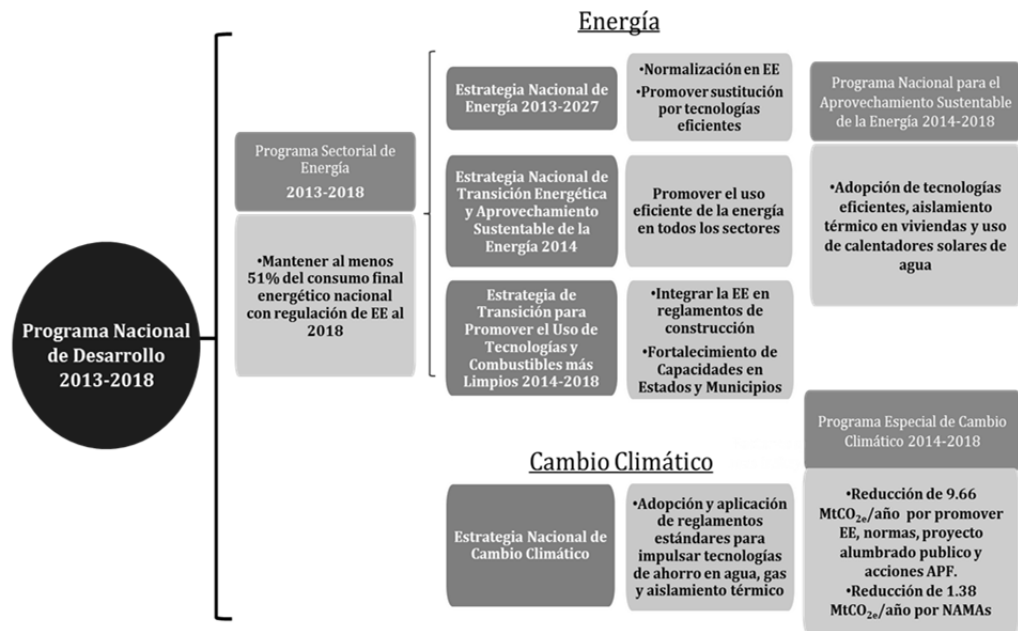 Energía
Programa Nacional
de Desarrollo
2013-2018
Programa Sectorial de
Energía
2013-2018
•Mantener al menos
51% del consumo final
energético nacional
con regulación de EE al
2018
Estrategia Nacional de
Energía 2013-2027
•Normalización en EE
•Promover sustitución
por tecnologías
eficientes
Estrategia Nacional de
Transición Energética
y Aprovechamiento
Sustentable de la
Energía 2014
Promover el uso
eficiente de la energía
en todos los sectores
Estrategia de
Transición para
Promover el Uso de
Tecnologías y
Combustibles más
Limpios 2014-2018
•Integrar la EE en
reglamentos de
construcción
•Fortalecimiento de
Capacidades en
Estados y Municipios
Programa Nacional para el
Aprovechamiento Sustentable
de la Energía 2014-2018
•Adopción de tecnologías
eficientes, aislamiento
térmico en viviendas y uso
de calentadores solares de
agua
Cambio Climático
Estrategia Nacional de
Cambio Climático
•Adopción y aplicación
de reglamentos
estándares para
impulsar tecnologías
de ahorro en agua, gas
y aislamiento térmico
Programa Especial de Cambio
Climático 2014-2018
•Reducción de 9.66
MtCO₂ₑ/año por promover
EE, normas, proyecto
alumbrado publico y
acciones APF.
•Reducción de 1.38
MtCO₂ₑ/año por NAMAs